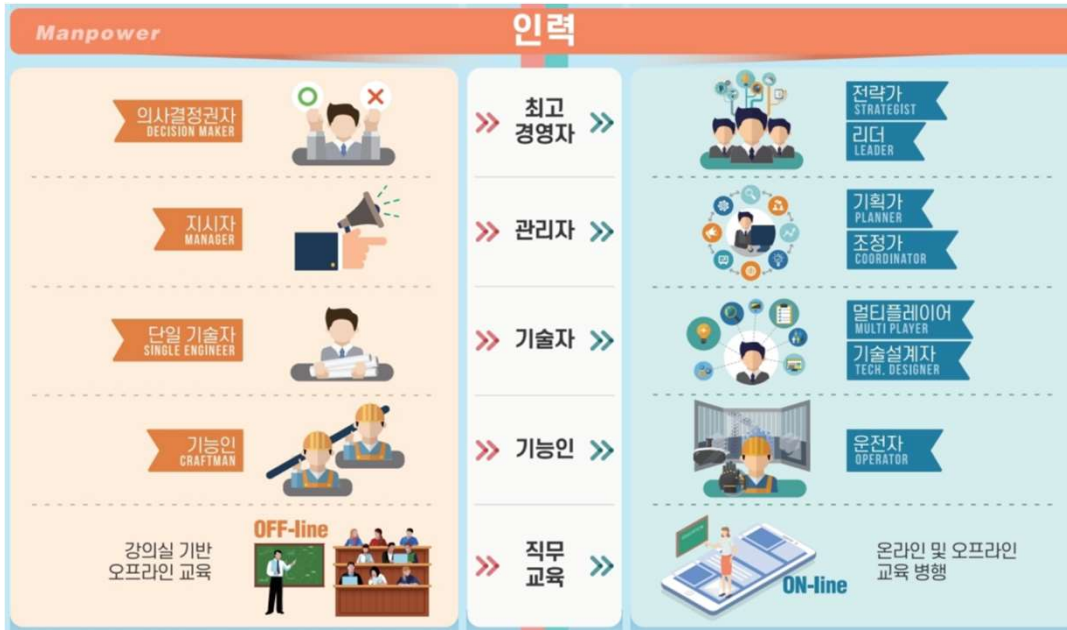 Manpower
인력
의사결정권자
DECISION MAKER
최고
경영자
전략가
STRATEGIST
리더
LEADER
지시자
MANAGER
관리자
기획가
PLANNER
조정가
COORDINATOR
단일 기술자
SINGLE ENGINEER
기술자
멀티플레이어
MULTI PLAYER
기술설계자
TECH. DESIGNER
기능인
CRAFTMAN
기능인
운전자
OPERATOR
강의실 기반
오프라인 교육
OFF-line
직무
교육
ON-line
온라인 및 오프라인
교육 병행